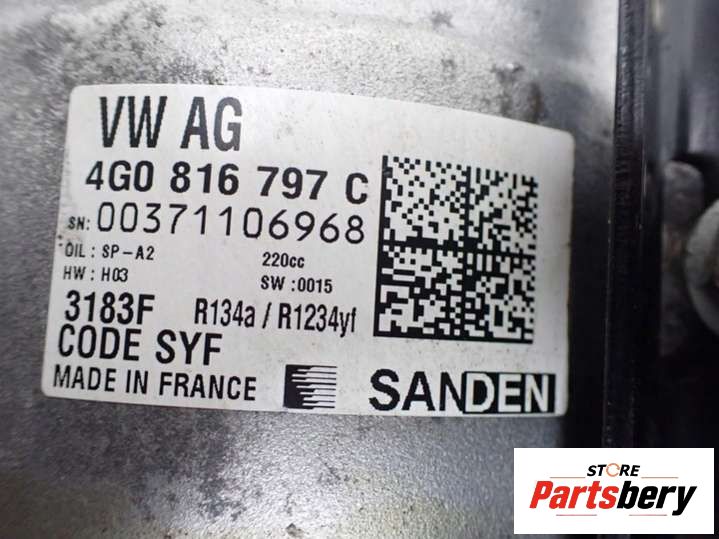 VW AG
4G0 816 797 C
SN: 00371106968
OIL : SP-A2 220cc
HW : H03 SW :0015
3183F R134a / R1234yf
CODE SYF
MADE IN FRANCE SANDEN
STORE
Partsbery